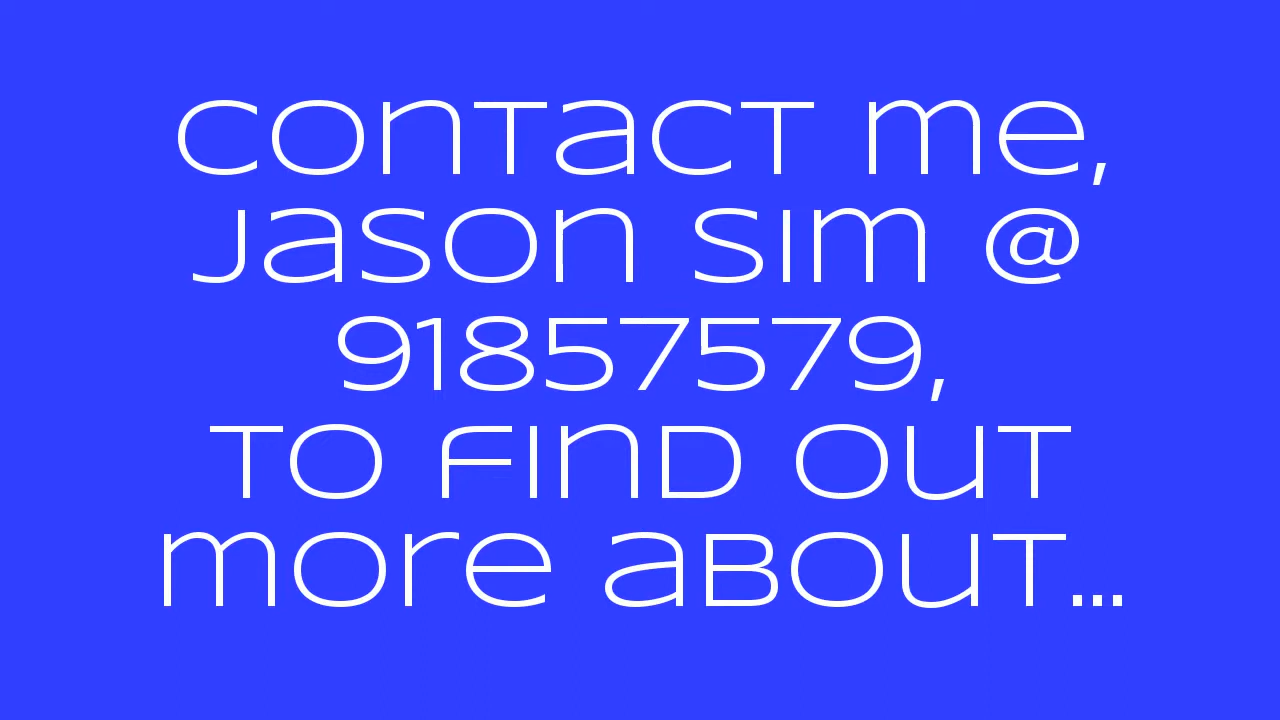 Contact me,
Jason Sim @
91857579,
to find out
more about...